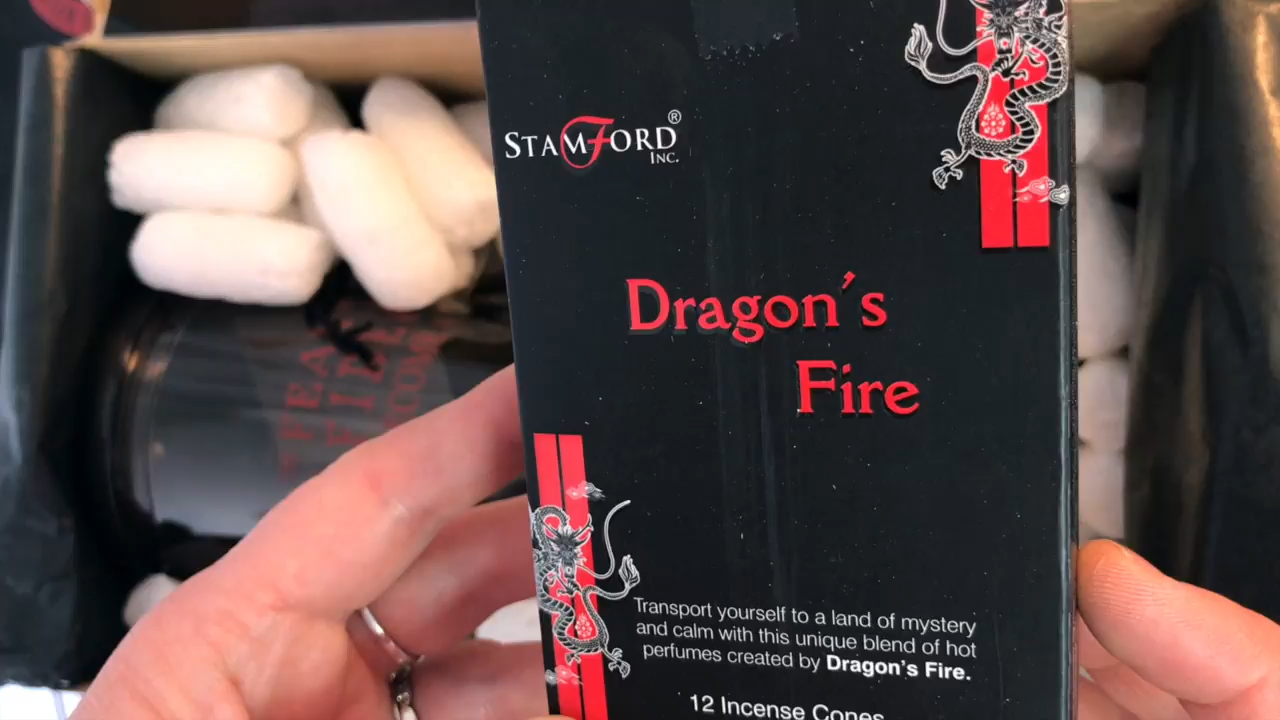 STAMFORD®
INC.
Dragon's
Fire
Transport yourself to a land of mystery
and calm with this unique blend of hot
perfumes created by Dragon's Fire.
12 Incense Cones